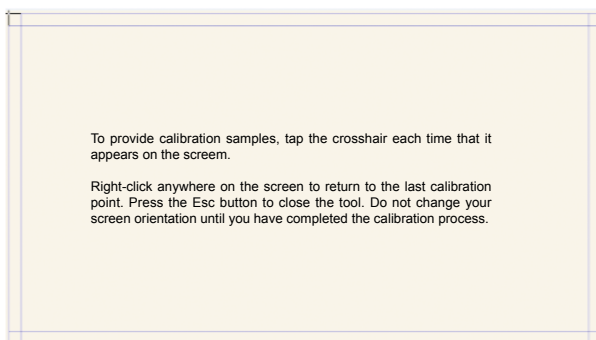 To provide calibration samples, tap the crosshair each time that it
appears on the screem.
Right-click anywhere on the screen to return to the last calibration
point. Press the Esc button to close the tool. Do not change your
screen orientation until you have completed the calibration process.